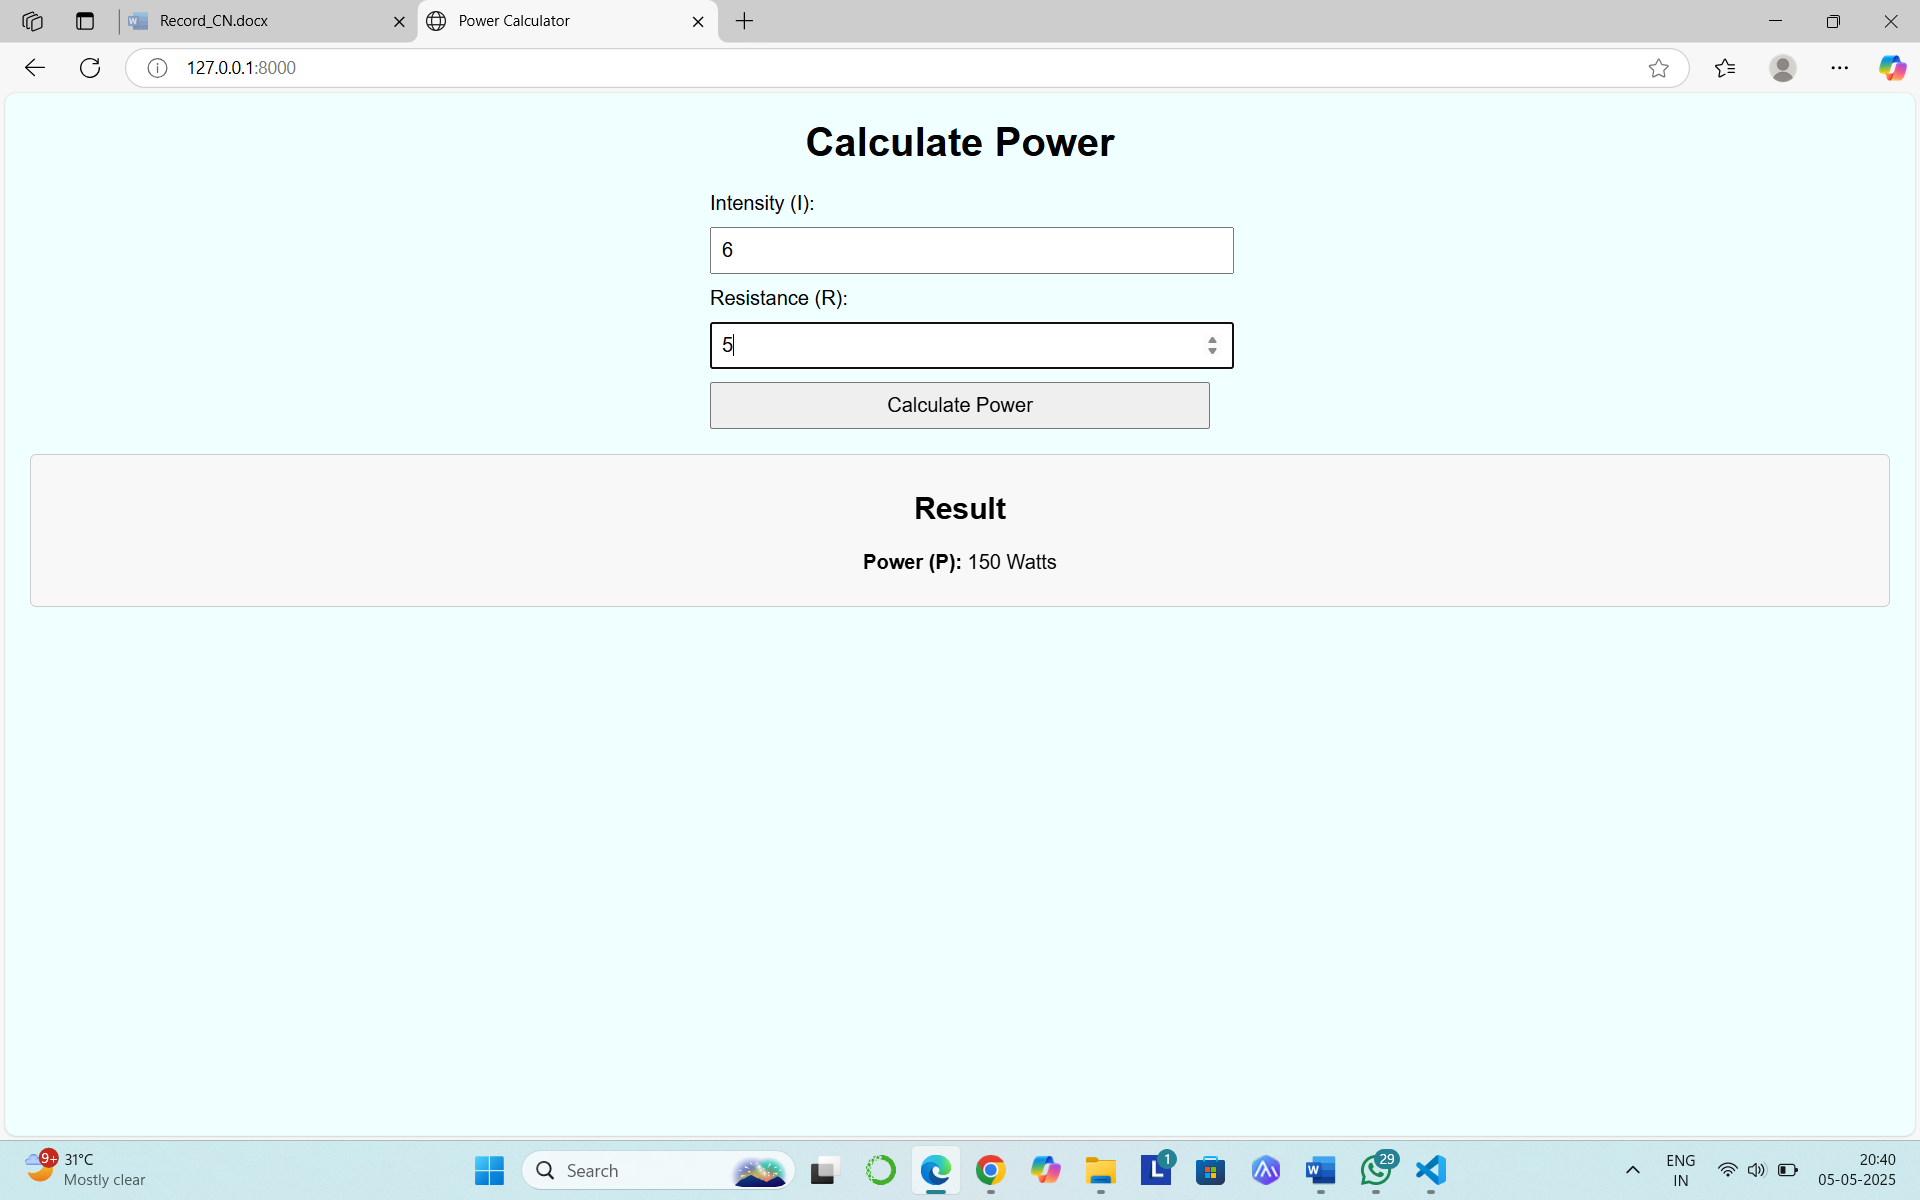 Record_CN.docx
Power Calculator
127.0.0.1:8000
Calculate Power
Intensity (I):
6
Resistance (R):
5
Calculate Power
Result
Power (P): 150 Watts
9+
31°C
Mostly clear
Search
L
1
W
29
ENG
IN
20:40
05-05-2025